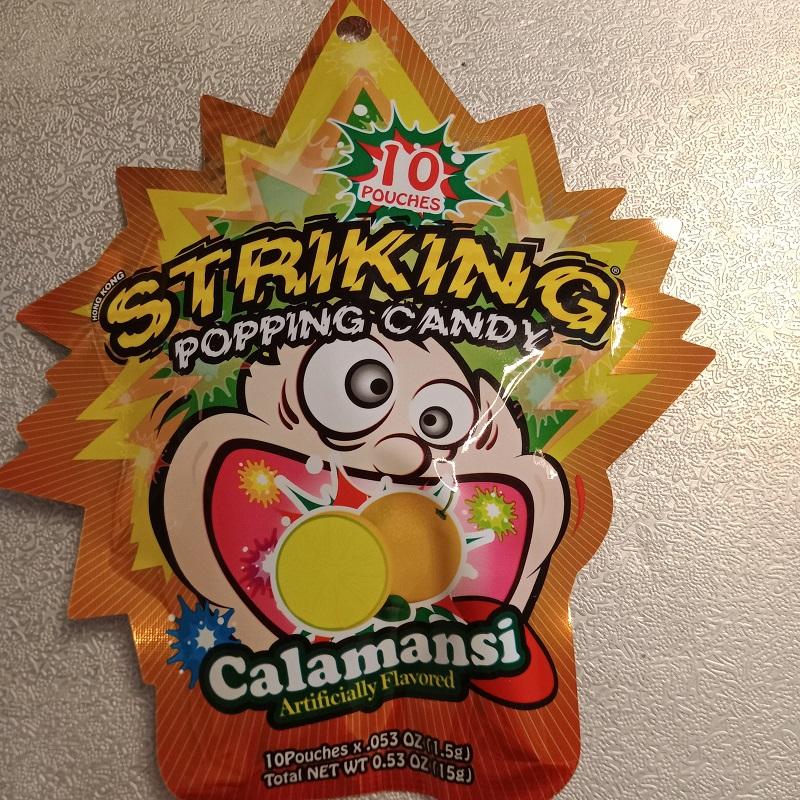 10
POUCHES
HONG KONG
STRIKING®
POPPING CANDY
Calamansi
Artificially Flavored
10Pouches x .053 OZ (1.5g)
Total NET WT 0.53 OZ (15g)